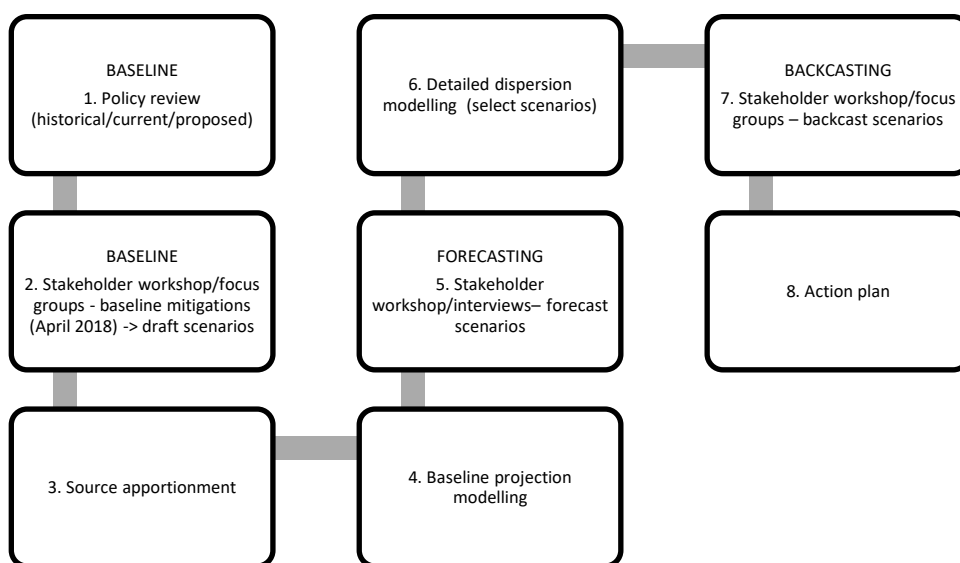 BASELINE
1. Policy review
(historical/current/proposed)
BASELINE
2. Stakeholder workshop/focus
groups - baseline mitigations
(April 2018) -> draft scenarios
3. Source apportionment
4. Baseline projection
modelling
FORECASTING
5. Stakeholder
workshop/interviews– forecast
scenarios
6. Detailed dispersion
modelling  (select scenarios)
BACKCASTING
7. Stakeholder workshop/focus
groups – backcast scenarios
8. Action plan